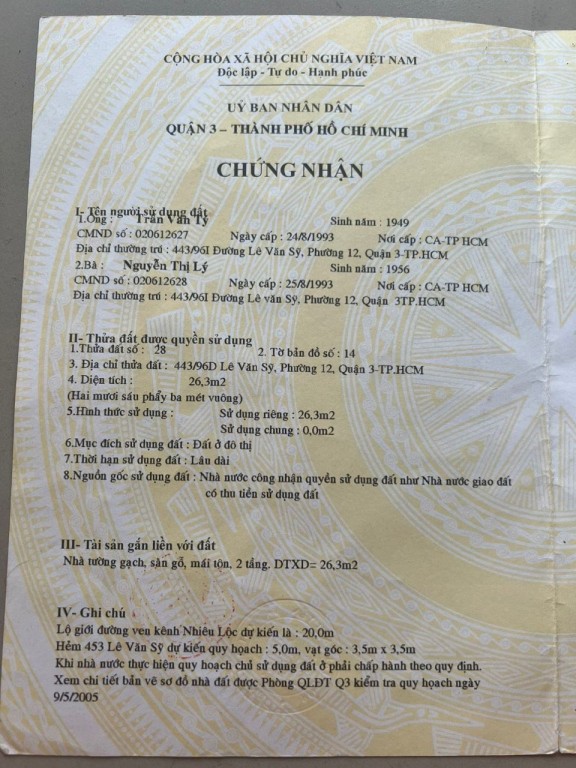 CỘNG HÒA XÃ HỘI CHỦ NGHĨA VIỆT NAM
Độc lập - Tự do - Hạnh phúc
UỶ BAN NHÂN DÂN
QUẬN 3 – THÀNH PHỐ HỒ CHÍ MINH
CHỨNG NHẬN
I- Tên người sử dụng đất
1.Ông : Trần Văn Tý Sinh năm : 1949
CMND số : 020612627 Ngày cấp : 24/8/1993 Nơi cấp : CA-TP HCM
Địa chỉ thường trú : 443/96I Đường Lê Văn Sỹ, Phường 12, Quận 3-TP.HCM
2.Bà : Nguyễn Thị Lý Sinh năm : 1956
CMND số : 020612628 Ngày cấp : 25/8/1993 Nơi cấp : CA-TP HCM
Địa chỉ thường trú : 443/96I Đường Lê văn Sỹ, Phường 12, Quận 3TP.HCM
II- Thửa đất được quyền sử dụng
1.Thửa đất số : 28 2. Tờ bản đồ số : 14
3. Địa chỉ thửa đất : 443/96D Lê Văn Sỹ, Phường 12, Quận 3-TP.HCM
4. Diện tích : 26,3m2
(Hai mươi sáu phẩy ba mét vuông)
5.Hình thức sử dụng : Sử dụng riêng : 26,3m2
Sử dụng chung : 0,0m2
6.Mục đích sử dụng đất : Đất ở đô thị
7.Thời hạn sử dụng đất : Lâu dài
8.Nguồn gốc sử dụng đất : Nhà nước công nhận quyền sử dụng đất như Nhà nước giao đất
có thu tiền sử dụng đất
III- Tài sản gắn liền với đất
Nhà tường gạch, sàn gỗ, mái tôn, 2 tầng. DTXD= 26,3m2
IV- Ghi chú
Lộ giới đường ven kênh Nhiêu Lộc dự kiến là : 20,0m
Hẻm 453 Lê Văn Sỹ dự kiến quy hoạch : 5,0m, vạt góc : 3,5m x 3,5m
Khi nhà nước thực hiện quy hoạch chủ sử dụng đất ở phải chấp hành theo quy định.
Xem chi tiết bản vẽ sơ đồ nhà đất được Phòng QLĐT Q3 kiểm tra quy hoạch ngày
9/5/2005